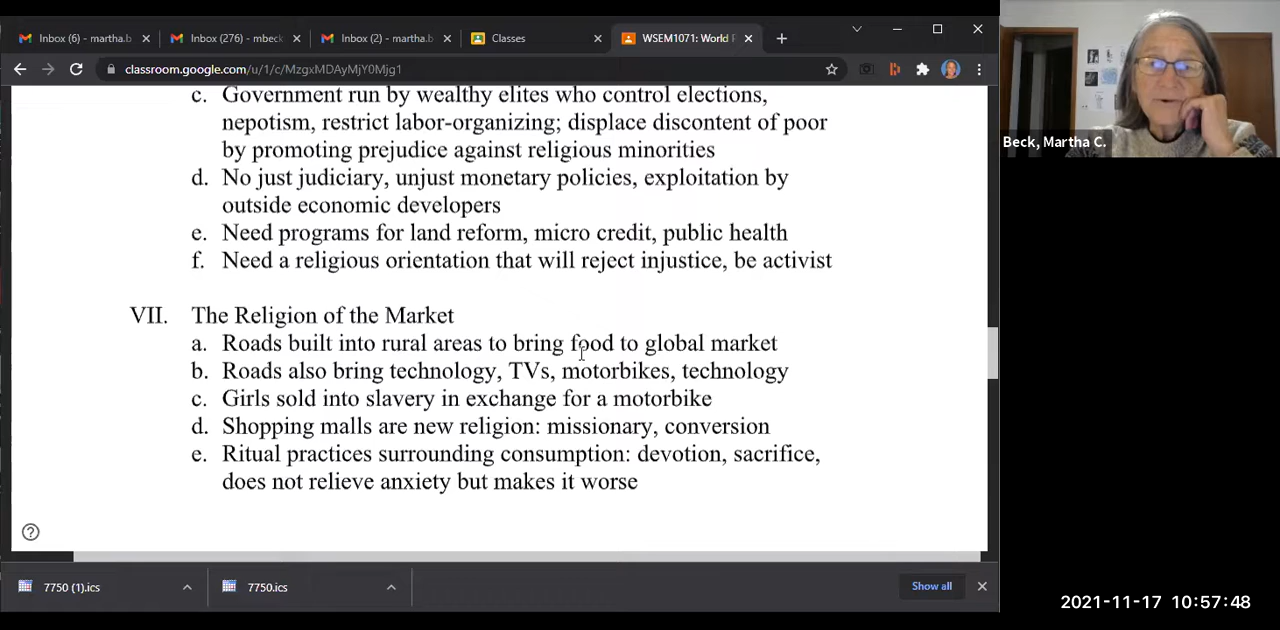 Inbox (6) - martha.b
Inbox (276) - mbeck
Inbox (2) - martha.b
Classes
WSEM1071: World F
classroom.google.com/u/1/c/MzgxMDAyMjY0Mjg1
Beck, Martha C.
c. Government run by wealthy elites who control elections,
nepotism, restrict labor-organizing; displace discontent of poor
by promoting prejudice against religious minorities
d. No just judiciary, unjust monetary policies, exploitation by
outside economic developers
e. Need programs for land reform, micro credit, public health
f. Need a religious orientation that will reject injustice, be activist
VII. The Religion of the Market
a. Roads built into rural areas to bring food to global market
b. Roads also bring technology, TVs, motorbikes, technology
c. Girls sold into slavery in exchange for a motorbike
d. Shopping malls are new religion: missionary, conversion
e. Ritual practices surrounding consumption: devotion, sacrifice,
does not relieve anxiety but makes it worse
7750 (1).ics
7750.ics
Show all
2021-11-17 10:57:48